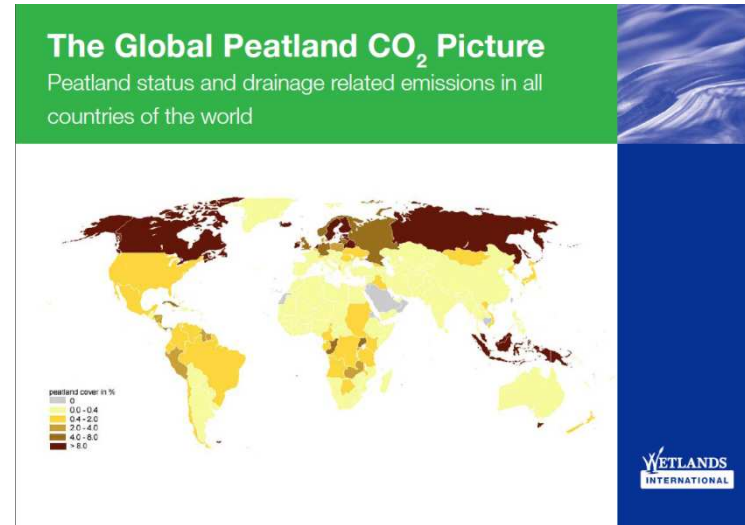 The Global Peatland CO₂ Picture
Peatland status and drainage related emissions in all
countries of the world
peatland cover in %
0
0.0 - 0.4
0.4 - 2.0
2.0 - 4.0
4.0 - 8.0
> 8.0
WETLANDS
INTERNATIONAL